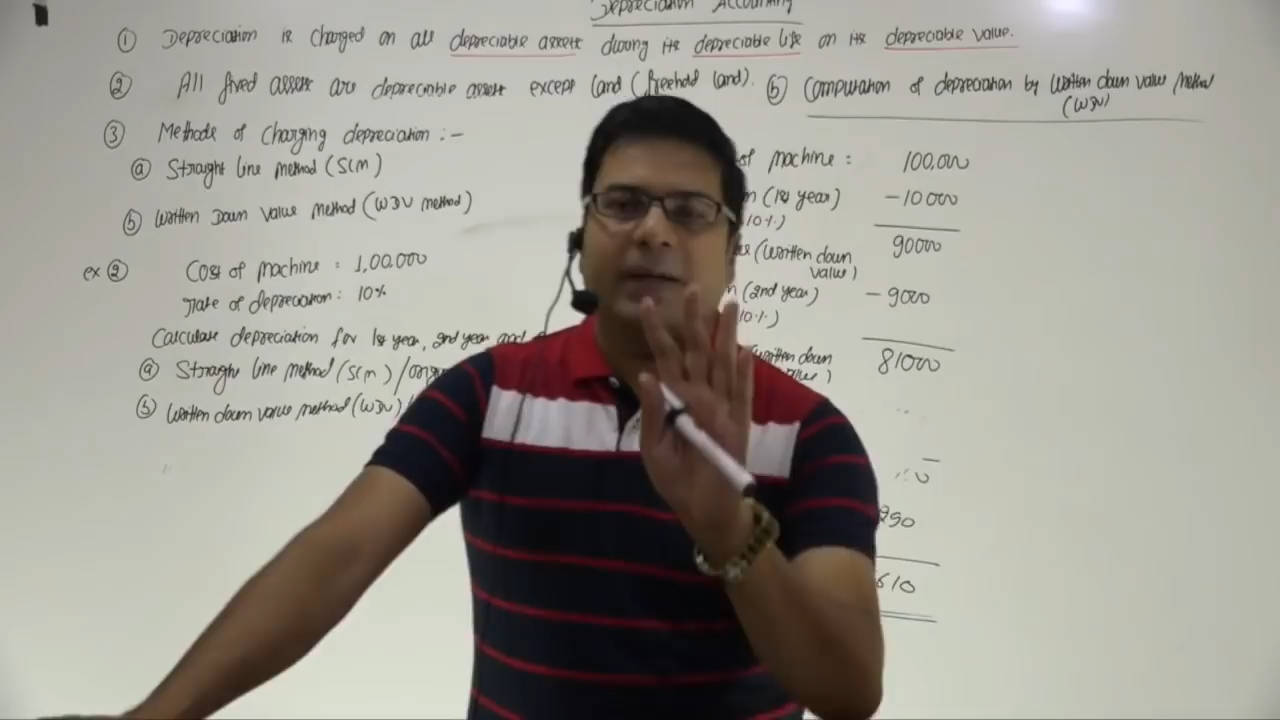 Depreciation Accounting
① Depreciation is charged on all depreciable assets during its depreciable life on its depreciable value.
② All fixed assets are depreciable assets except land (freehold land).
③ Methods of charging depreciation :-
ⓐ Straight line method (SLM)
ⓑ Written Down Value Method (WDV method)
ex ② Cost of machine : 1,00,000
rate of depreciation : 10%
Calculate depreciation for 1st year, 2nd year and
ⓐ Straight line method (SLM) /
ⓑ Written down value method (WDV) /
ⓑ Computation of depreciation by Written down value method
(WDV)
of machine : 100,000
(1st year) -10000
10%)
(Written down 90000
value)
(2nd year) -9000
10%)
written down 81000
)
290
610